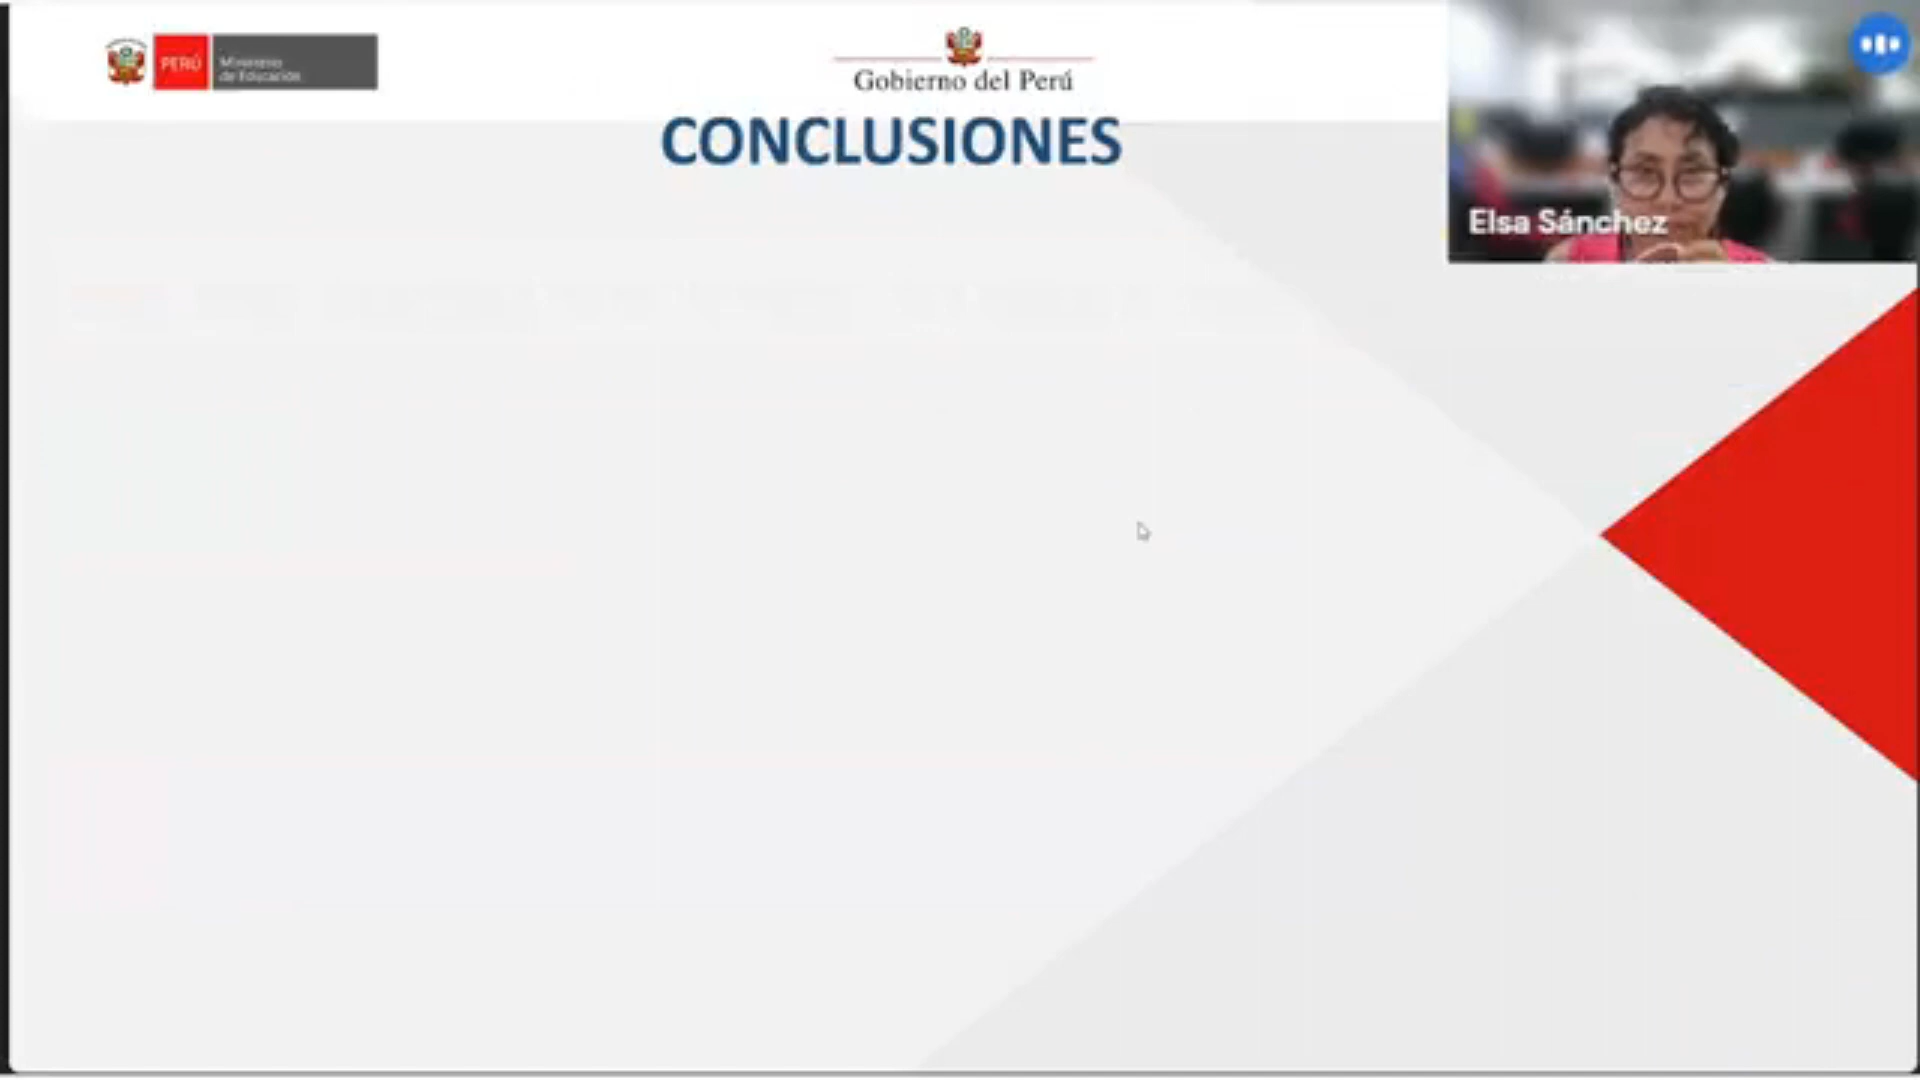 PERÚ
Ministerio
de Educación
Gobierno del Perú
CONCLUSIONES
Elsa Sánchez